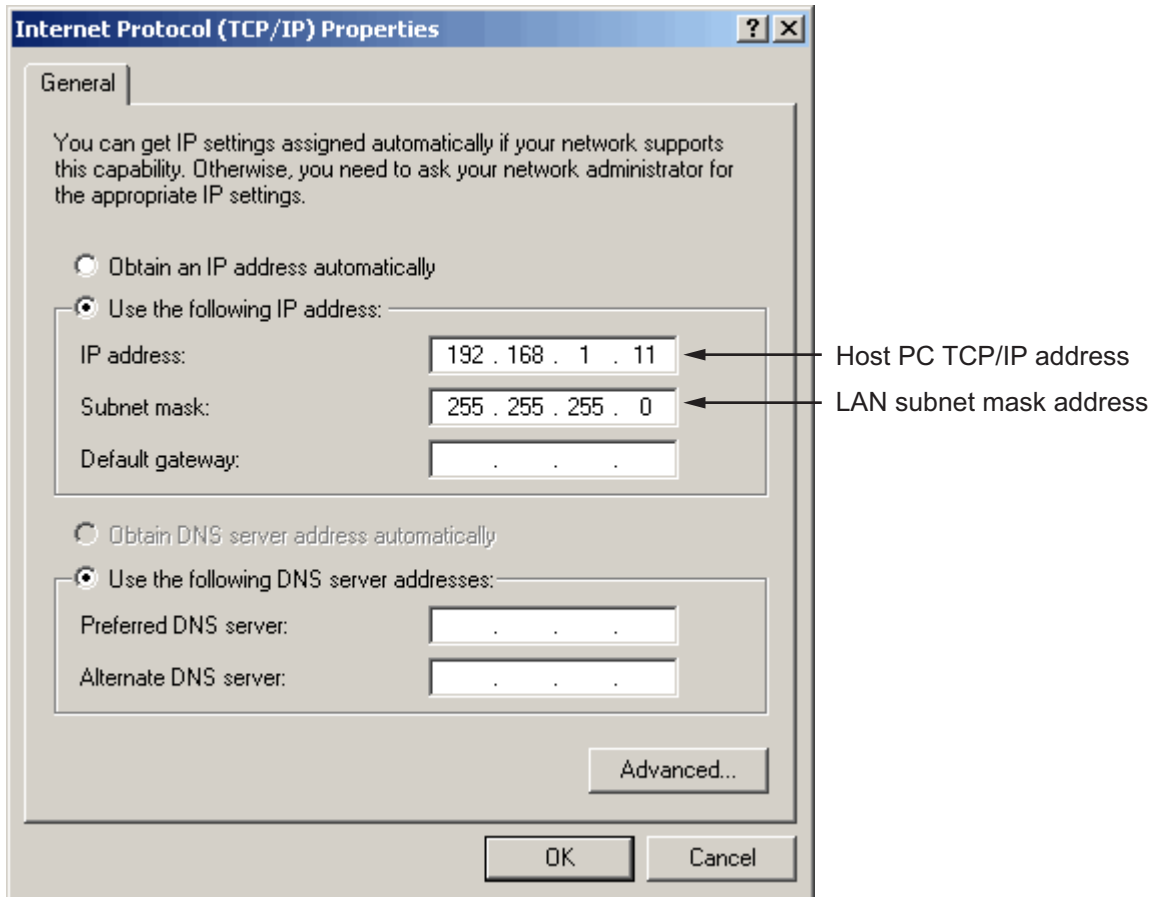 Internet Protocol (TCP/IP) Properties
General
You can get IP settings assigned automatically if your network supports
this capability. Otherwise, you need to ask your network administrator for
the appropriate IP settings.
Obtain an IP address automatically
Use the following IP address:
IP address: 192 . 168 . 1 . 11 Host PC TCP/IP address
Subnet mask: 255 . 255 . 255 . 0 LAN subnet mask address
Default gateway: . . .
Obtain DNS server address automatically
Use the following DNS server addresses:
Preferred DNS server: . . .
Alternate DNS server: . . .
Advanced...
OK Cancel